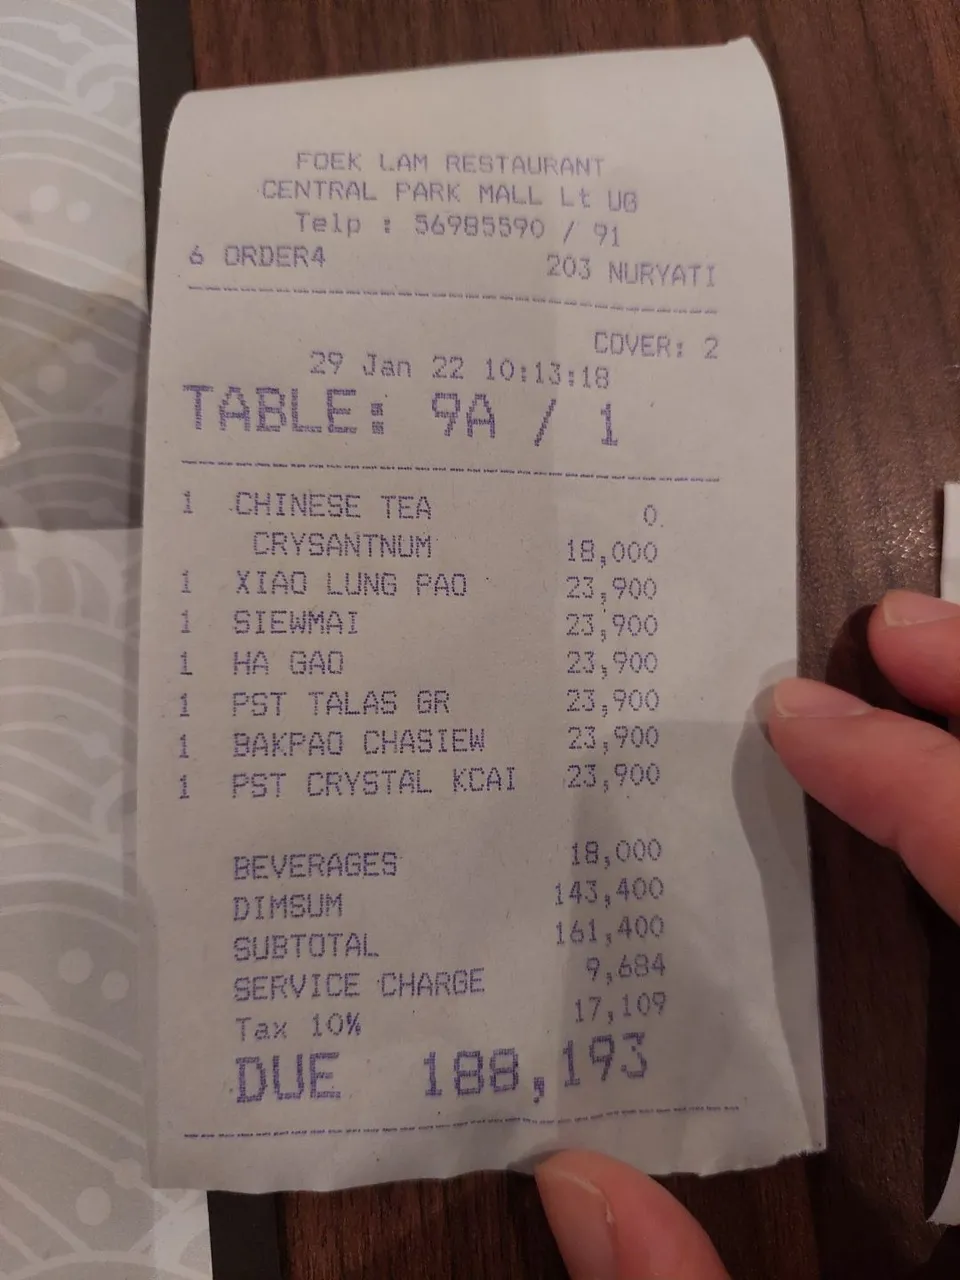 FOEK LAM RESTAURANT
CENTRAL PARK MALL Lt UG
Telp : 56985590 / 91
6 ORDER4 203 NURYATI
COVER: 2
29 Jan 22 10:13:18
TABLE: 9A / 1
1 CHINESE TEA 0
CRYSANTNUM 18,000
1 XIAO LUNG PAO 23,900
1 SIEWMAI 23,900
1 HA GAO 23,900
1 PST TALAS GR 23,900
1 BAKPAO CHASIEW 23,900
1 PST CRYSTAL KCAI 23,900
BEVERAGES 18,000
DIMSUM 143,400
SUBTOTAL 161,400
SERVICE CHARGE 9,684
Tax 10% 17,109
DUE 188,193